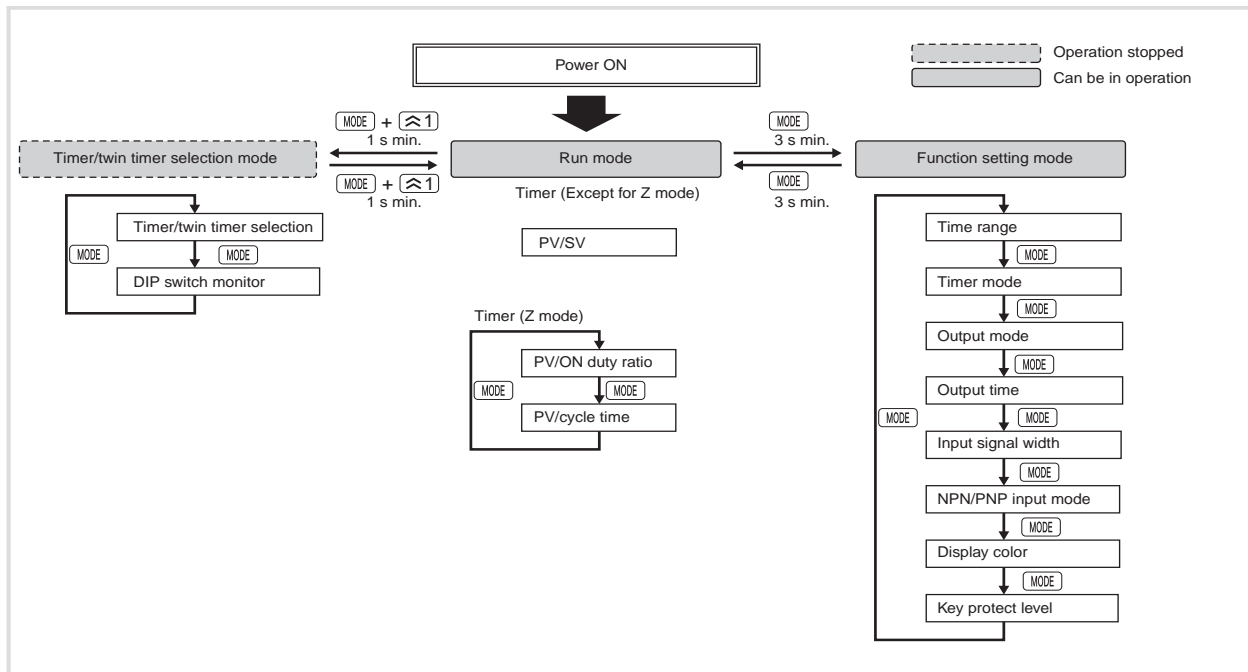 Power ON
Operation stopped
Can be in operation
MODE + 1
1 s min.
MODE
3 s min.
Timer/twin timer selection mode
Run mode
Function setting mode
MODE + 1
1 s min.
MODE
3 s min.
Timer (Except for Z mode)
Timer/twin timer selection
MODE
MODE
DIP switch monitor
PV/SV
Timer (Z mode)
PV/ON duty ratio
MODE
MODE
PV/cycle time
Time range
MODE
Timer mode
MODE
Output mode
MODE
Output time
MODE
MODE
Input signal width
MODE
NPN/PNP input mode
MODE
Display color
MODE
Key protect level